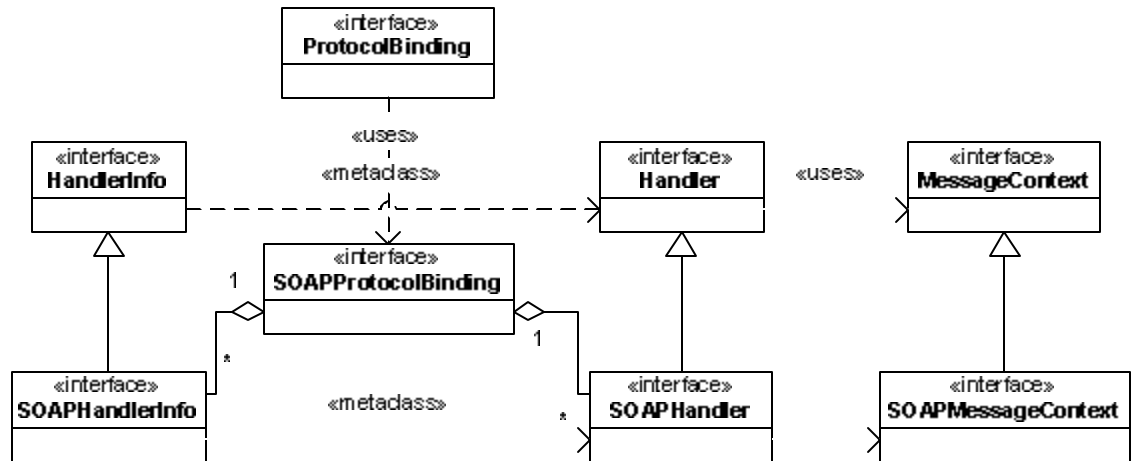 «interface»
ProtocolBinding
«uses»
«interface»
HandlerInfo
«metaclass»
«interface»
Handler
«uses»
«interface»
MessageContext
«interface»
SOAPProtocolBinding
1
1
*
«interface»
SOAPHandlerInfo
«metaclass»
*
«interface»
SOAPHandler
«interface»
SOAPMessageContext